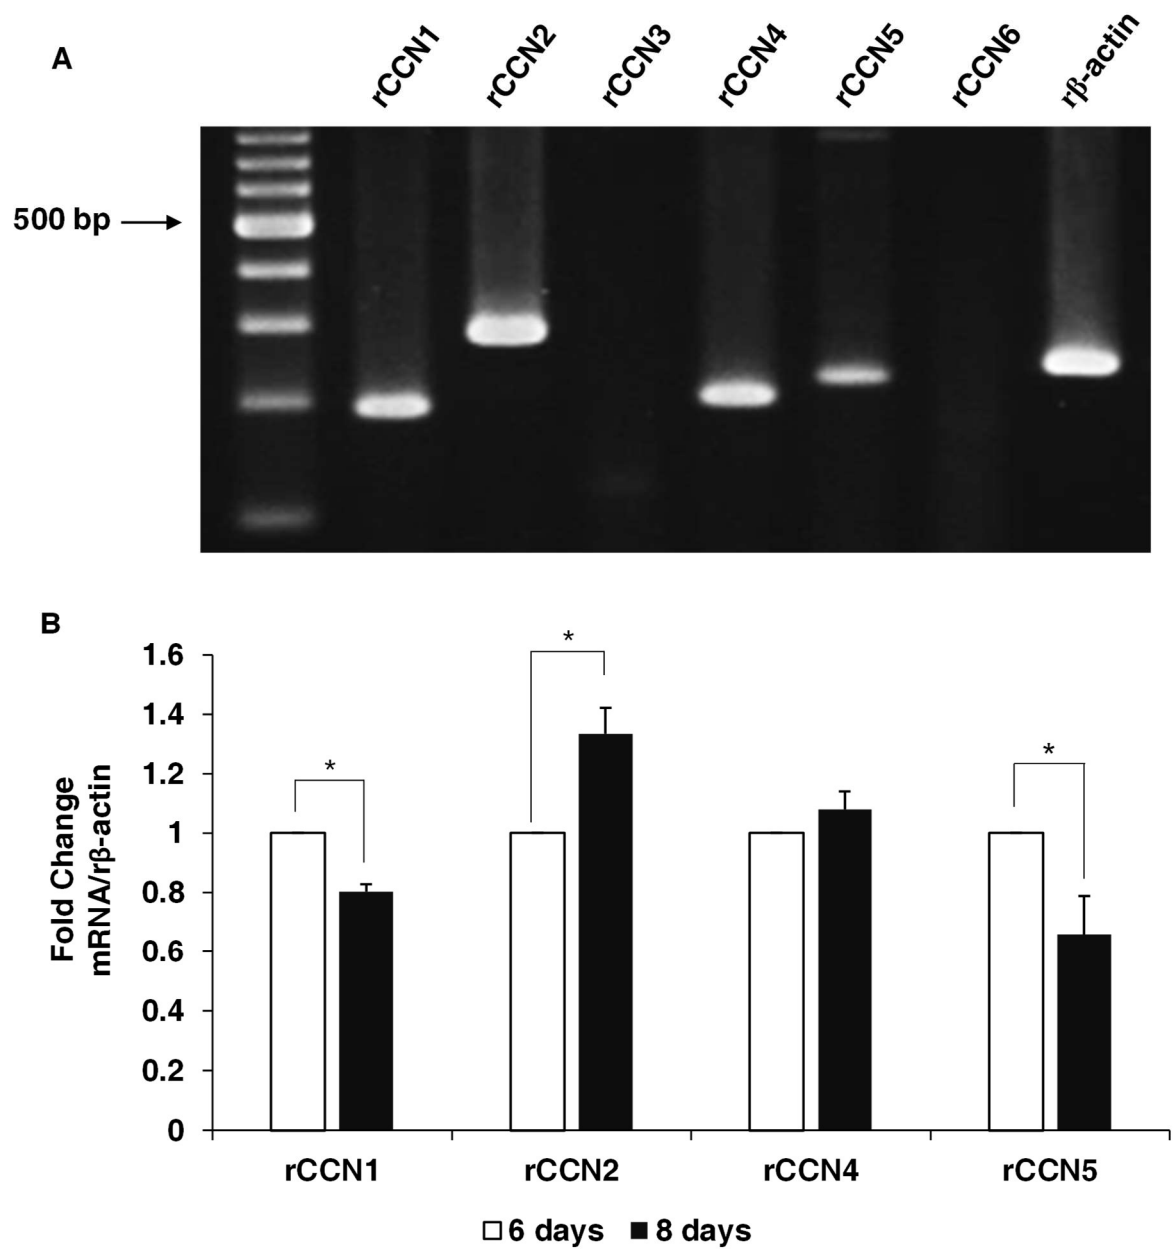 A
rCCN1
rCCN2
rCCN3
rCCN4
rCCN5
rCCN6
rβ-actin
500 bp
B
1.6
1.4
1.2
1
0.8
0.6
0.4
0.2
0
Fold Change
mRNA/rβ-actin
*
*
*
rCCN1
rCCN2
rCCN4
rCCN5
6 days
8 days